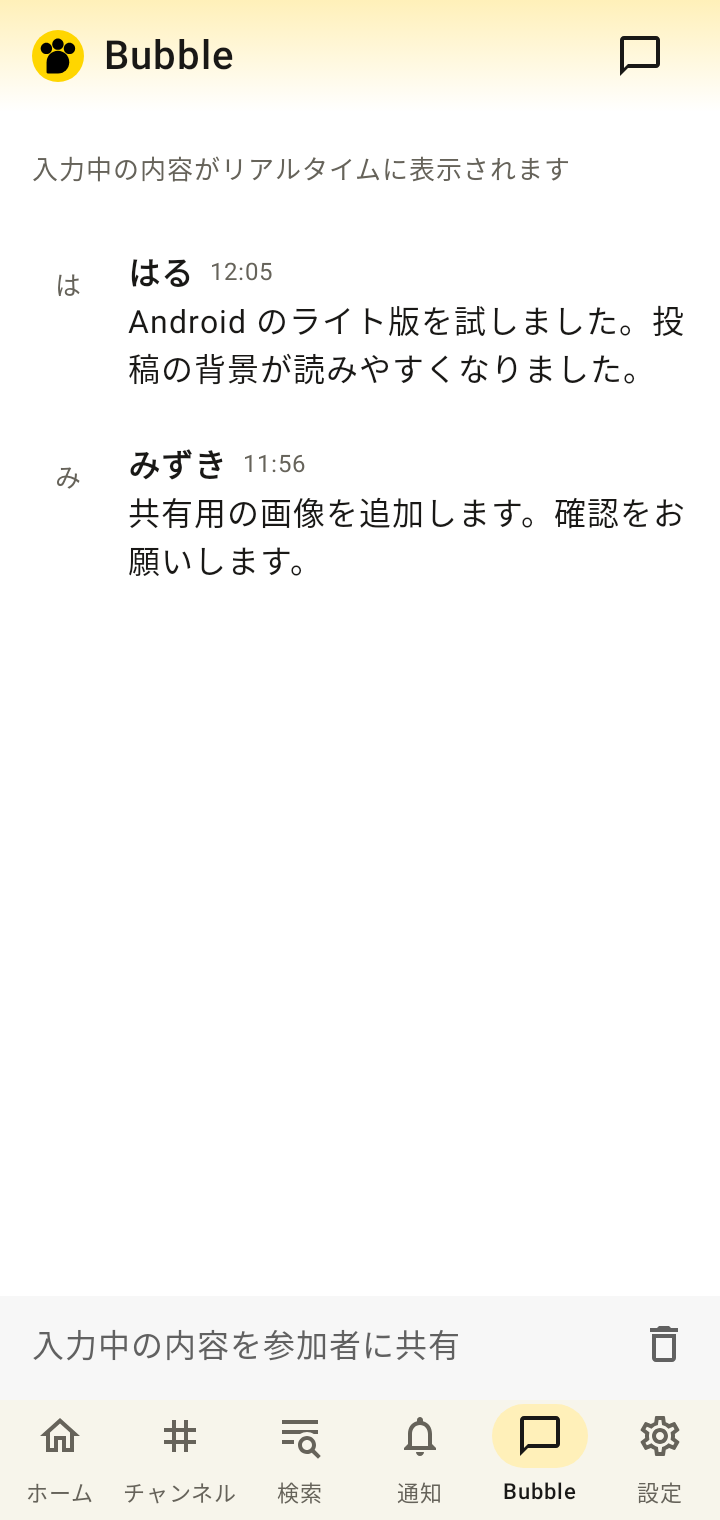 Bubble
入力中の内容がリアルタイムに表示されます
は
はる 12:05
Android のライト版を試しました。投
稿の背景が読みやすくなりました。
み
みずき 11:56
共有用の画像を追加します。確認をお
願いします。
入力中の内容を参加者に共有
ホーム チャンネル 検索 通知 Bubble 設定